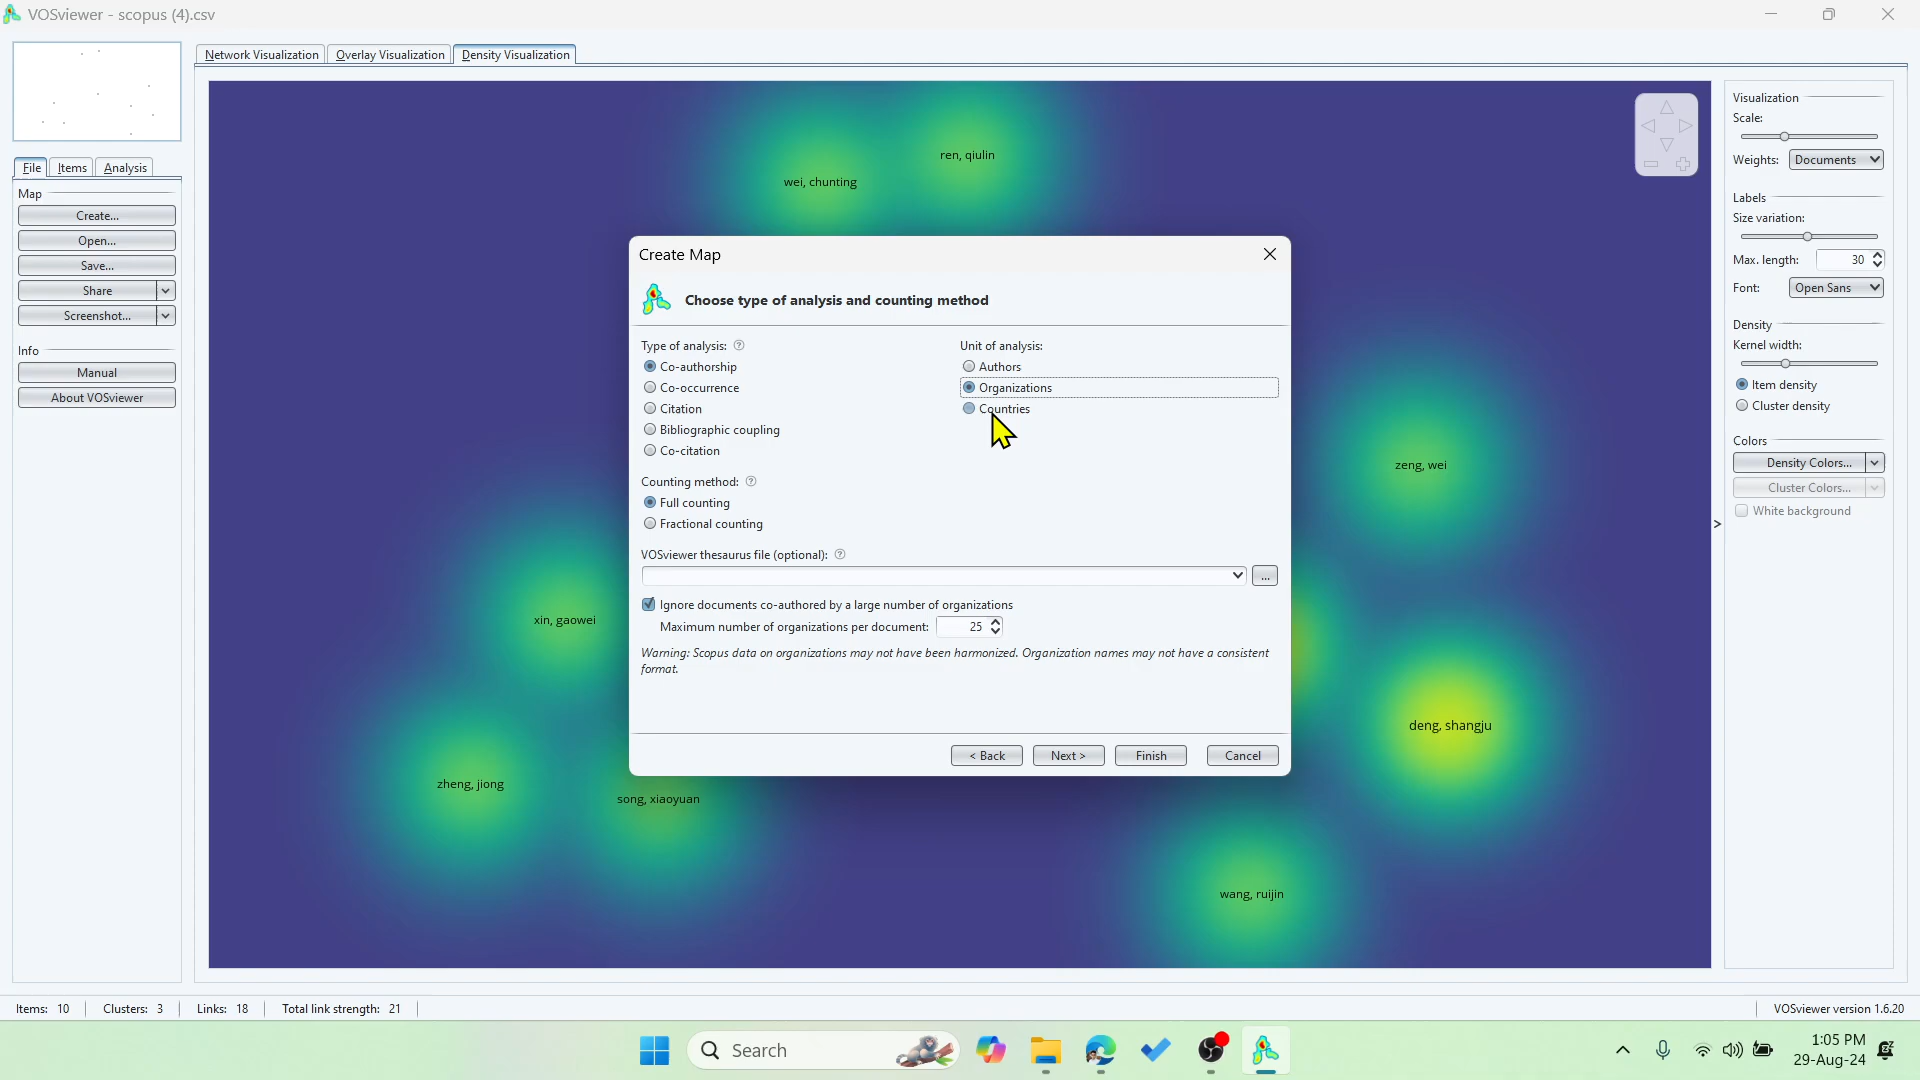 VOSviewer - scopus (4).csv
Network Visualization
Overlay Visualization
Density Visualization
File
Items
Analysis
Map
Create...
Open...
Save...
Share
Screenshot...
Info
Manual
About VOSviewer
ren, qiulin
wei, chunting
zeng, wei
xin, gaowei
deng, shangju
zheng, jiong
song, xiaoyuan
wang, ruijin
Create Map
Choose type of analysis and counting method
Type of analysis:
Co-authorship
Co-occurrence
Citation
Bibliographic coupling
Co-citation
Unit of analysis:
Authors
Organizations
Countries
Counting method:
Full counting
Fractional counting
VOSviewer thesaurus file (optional):
...
Ignore documents co-authored by a large number of organizations
Maximum number of organizations per document: 25
Warning: Scopus data on organizations may not have been harmonized. Organization names may not have a consistent
format.
< Back
Next >
Finish
Cancel
Visualization
Scale:
Weights: Documents
Labels
Size variation:
Max. length: 30
Font: Open Sans
Density
Kernel width:
Item density
Cluster density
Colors
Density Colors...
Cluster Colors...
White background
>
Items: 10
Clusters: 3
Links: 18
Total link strength: 21
VOSviewer version 1.6.20
Search
1:05 PM
29-Aug-24